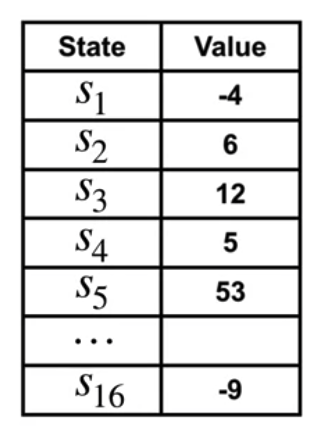 State Value
s₁ -4
s₂ 6
s₃ 12
s₄ 5
s₅ 53
...
s₁₆ -9